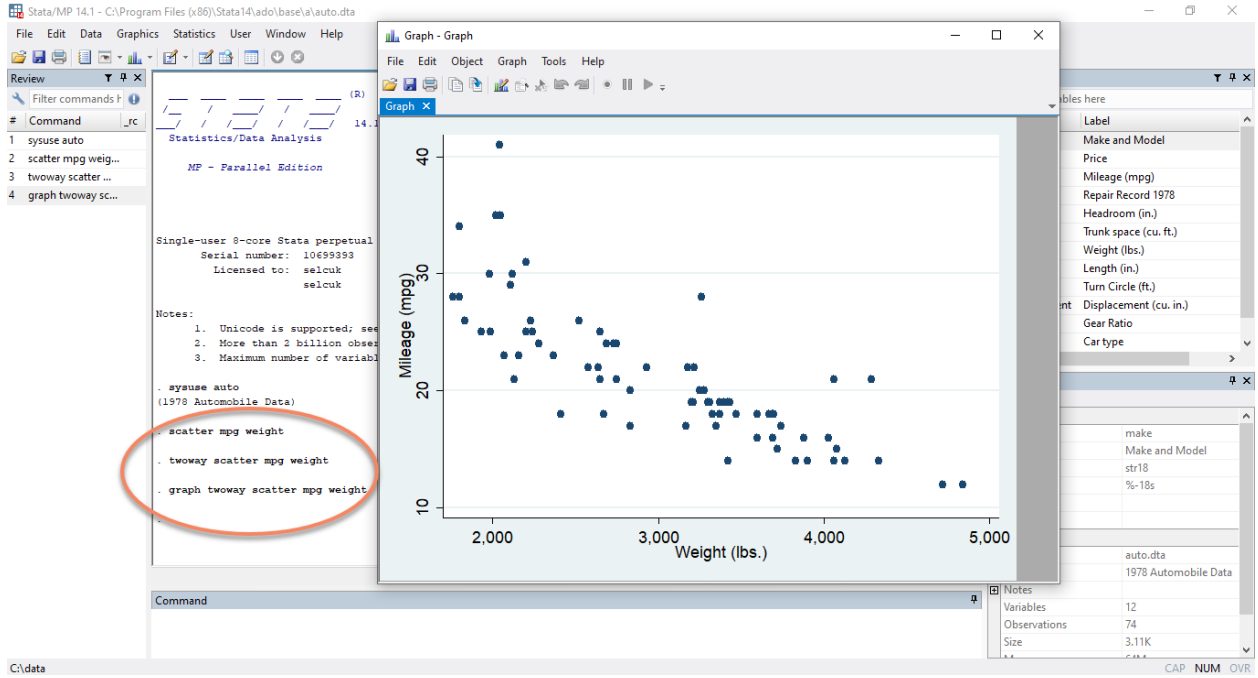 Stata/MP 14.1 - C:\Program Files (x86)\Stata14\ado\base\a\auto.dta
File Edit Data Graphics Statistics User Window Help
Review
Filter commands h
# Command _rc
1 sysuse auto
2 scatter mpg weig...
3 twoway scatter ...
4 graph twoway sc...
(R)
14.1
Statistics/Data Analysis
MP - Parallel Edition
Single-user 8-core Stata perpetual
Serial number: 10699393
Licensed to: selcuk
selcuk
Notes:
1. Unicode is supported; see
2. More than 2 billion obser
3. Maximum number of variabl
. sysuse auto
(1978 Automobile Data)
. scatter mpg weight
. twoway scatter mpg weight
. graph twoway scatter mpg weight
.
Command
Graph - Graph
File Edit Object Graph Tools Help
Graph
Mileage (mpg)
40
30
20
10
2,000 3,000 4,000 5,000
Weight (lbs.)
bles here
Label
Make and Model
Price
Mileage (mpg)
Repair Record 1978
Headroom (in.)
Trunk space (cu. ft.)
Weight (lbs.)
Length (in.)
Turn Circle (ft.)
nt Displacement (cu. in.)
Gear Ratio
Car type
make
Make and Model
str18
%-18s
auto.dta
1978 Automobile Data
Notes
Variables 12
Observations 74
Size 3.11K
C:\data
CAP NUM OVR